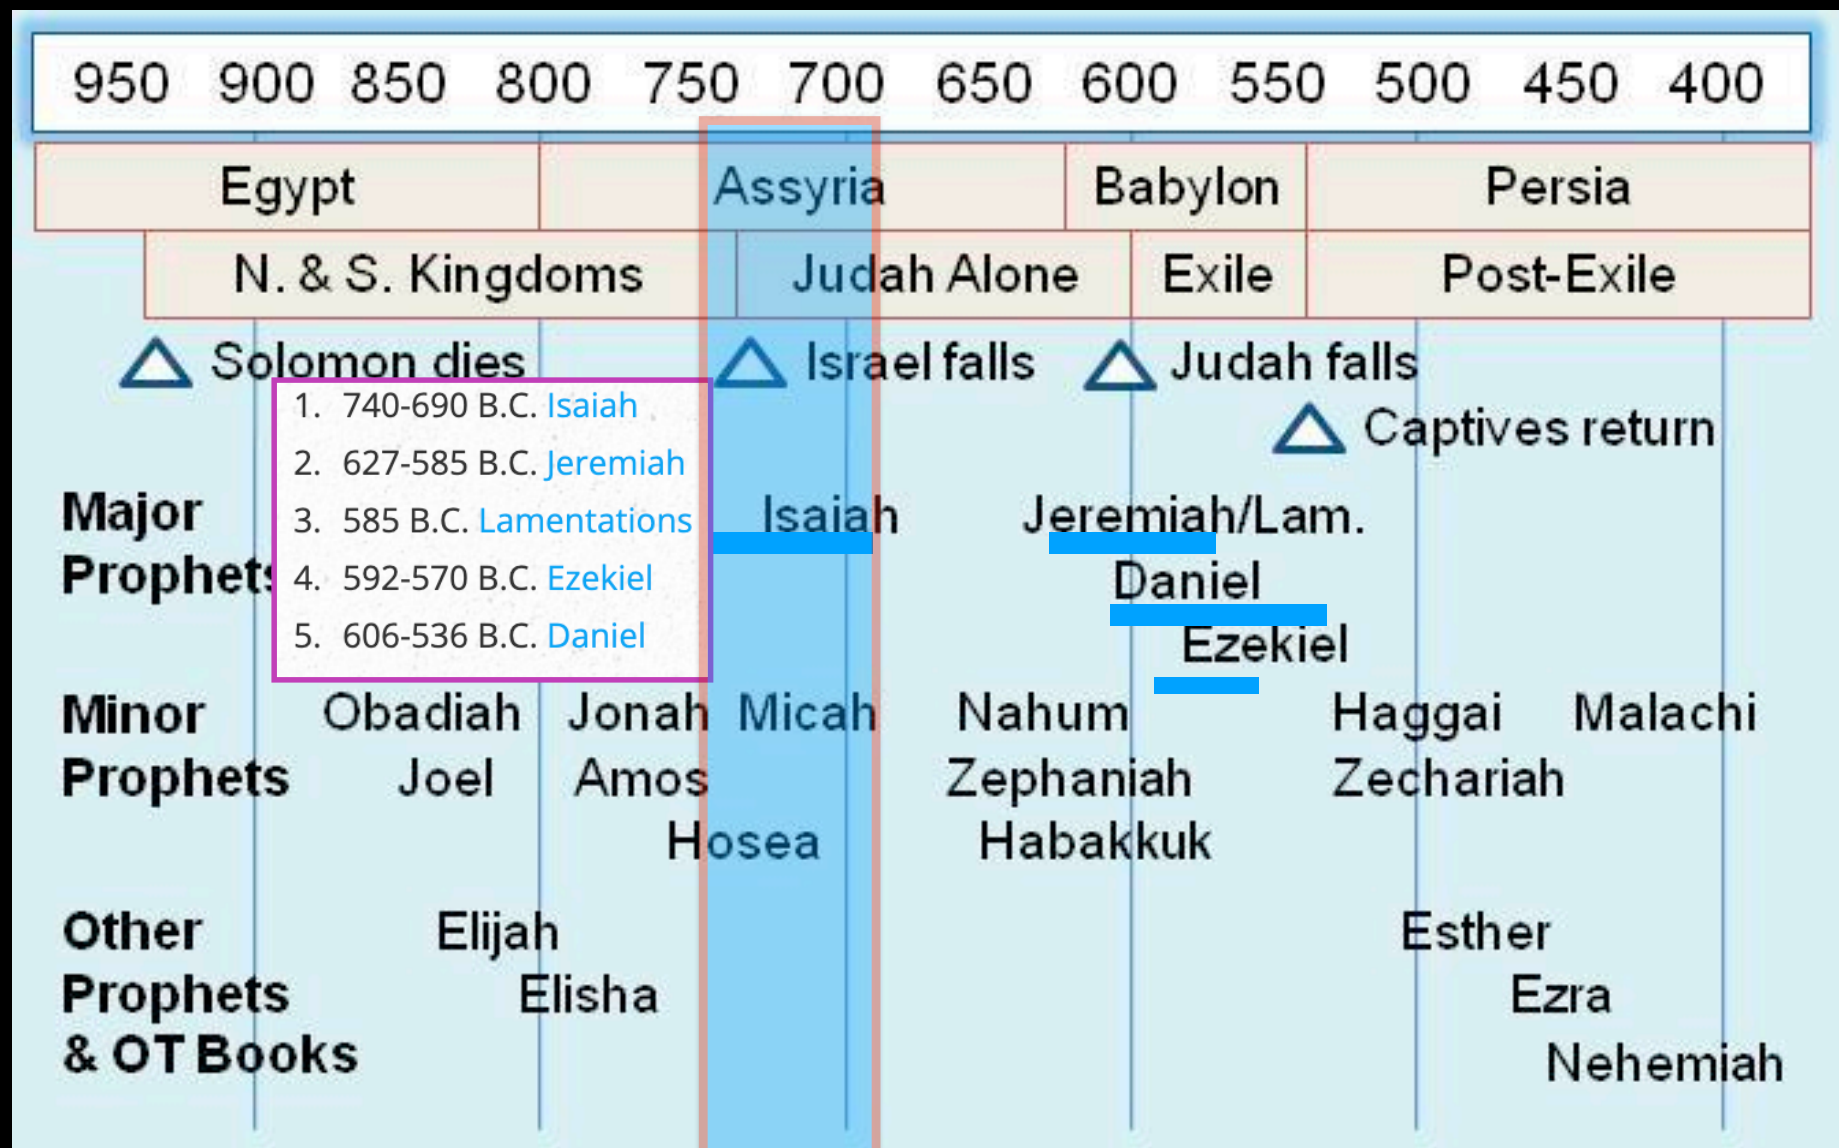 950 900 850 800 750 700 650 600 550 500 450 400
Egypt Assyria Babylon Persia
N. & S. Kingdoms Judah Alone Exile Post-Exile
Solomon dies Israel falls Judah falls
Captives return
1. 740-690 B.C. Isaiah
2. 627-585 B.C. Jeremiah
3. 585 B.C. Lamentations
4. 592-570 B.C. Ezekiel
5. 606-536 B.C. Daniel
Major Isaiah Jeremiah/Lam.
Prophets Daniel
Ezekiel
Minor Obadiah Jonah Micah Nahum Haggai Malachi
Prophets Joel Amos Zephaniah Zechariah
Hosea Habakkuk
Other Elijah Esther
Prophets Elisha Ezra
& OT Books Nehemiah